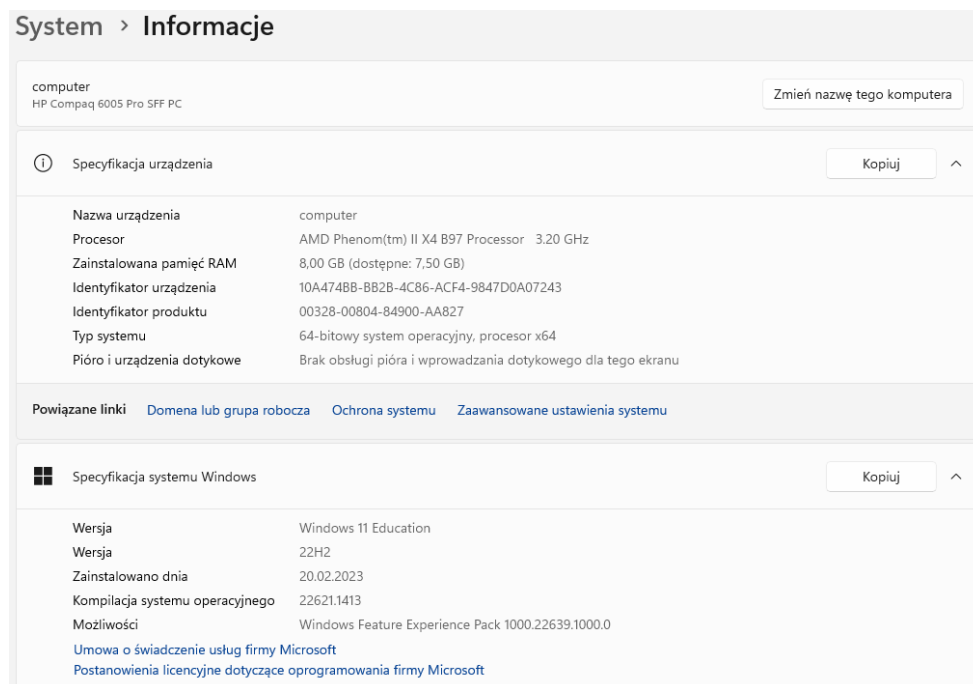 System > Informacje
computer
HP Compaq 6005 Pro SFF PC
Zmień nazwę tego komputera
Specyfikacja urządzenia
Kopiuj
Nazwa urządzenia computer
Procesor AMD Phenom(tm) II X4 B97 Processor 3.20 GHz
Zainstalowana pamięć RAM 8,00 GB (dostępne: 7,50 GB)
Identyfikator urządzenia 10A474BB-BB2B-4C86-ACF4-9847D0A07243
Identyfikator produktu 00328-00804-84900-AA827
Typ systemu 64-bitowy system operacyjny, procesor x64
Pióro i urządzenia dotykowe Brak obsługi pióra i wprowadzania dotykowego dla tego ekranu
Powiązane linki Domena lub grupa robocza Ochrona systemu Zaawansowane ustawienia systemu
Specyfikacja systemu Windows
Kopiuj
Wersja Windows 11 Education
Wersja 22H2
Zainstalowano dnia 20.02.2023
Kompilacja systemu operacyjnego 22621.1413
Możliwości Windows Feature Experience Pack 1000.22639.1000.0
Umowa o świadczenie usług firmy Microsoft
Postanowienia licencyjne dotyczące oprogramowania firmy Microsoft